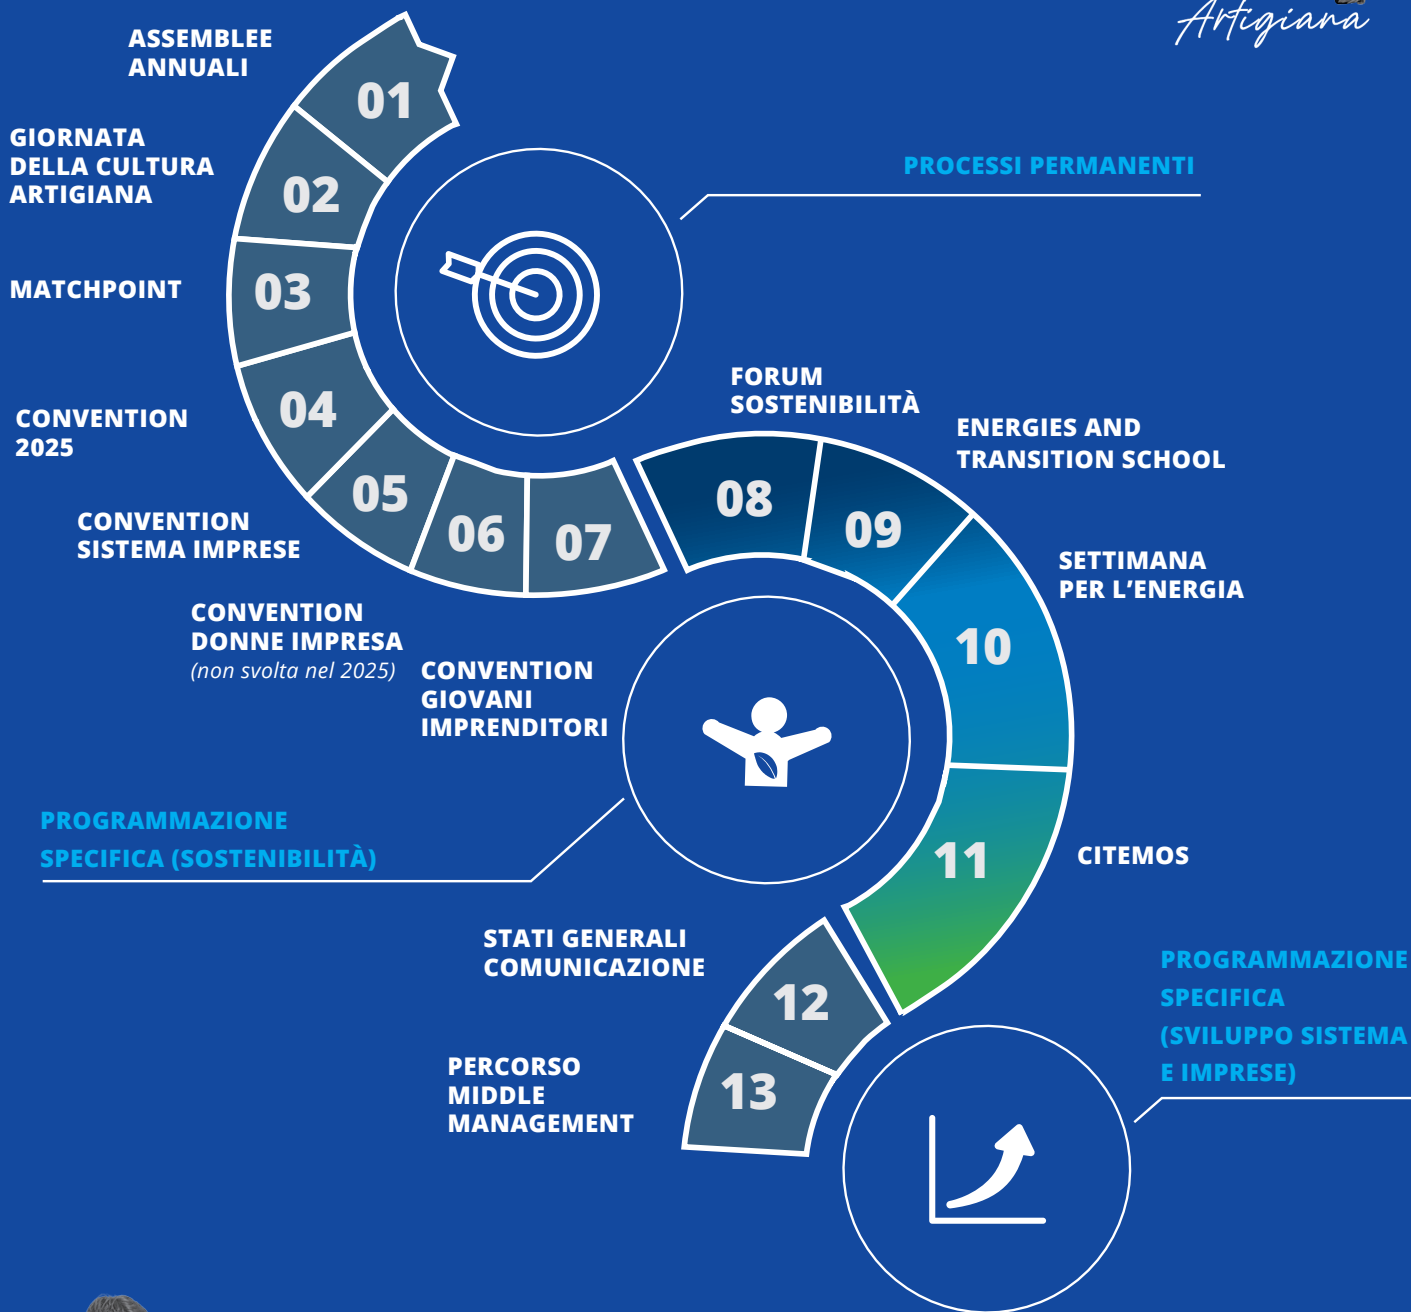 Artigiana
ASSEMBLEE
ANNUALI
01
GIORNATA
DELLA CULTURA
ARTIGIANA
02
PROCESSI PERMANENTI
MATCHPOINT
03
CONVENTION
2025
04
CONVENTION
SISTEMA IMPRESE
05
CONVENTION
DONNE IMPRESA
(non svolta nel 2025)
06
CONVENTION
GIOVANI
IMPRENDITORI
07
FORUM
SOSTENIBILITÀ
08
ENERGIES AND
TRANSITION SCHOOL
09
SETTIMANA
PER L’ENERGIA
10
PROGRAMMAZIONE
SPECIFICA (SOSTENIBILITÀ)
CITEMOS
11
STATI GENERALI
COMUNICAZIONE
12
PERCORSO
MIDDLE
MANAGEMENT
13
PROGRAMMAZIONE
SPECIFICA
(SVILUPPO SISTEMA
E IMPRESE)